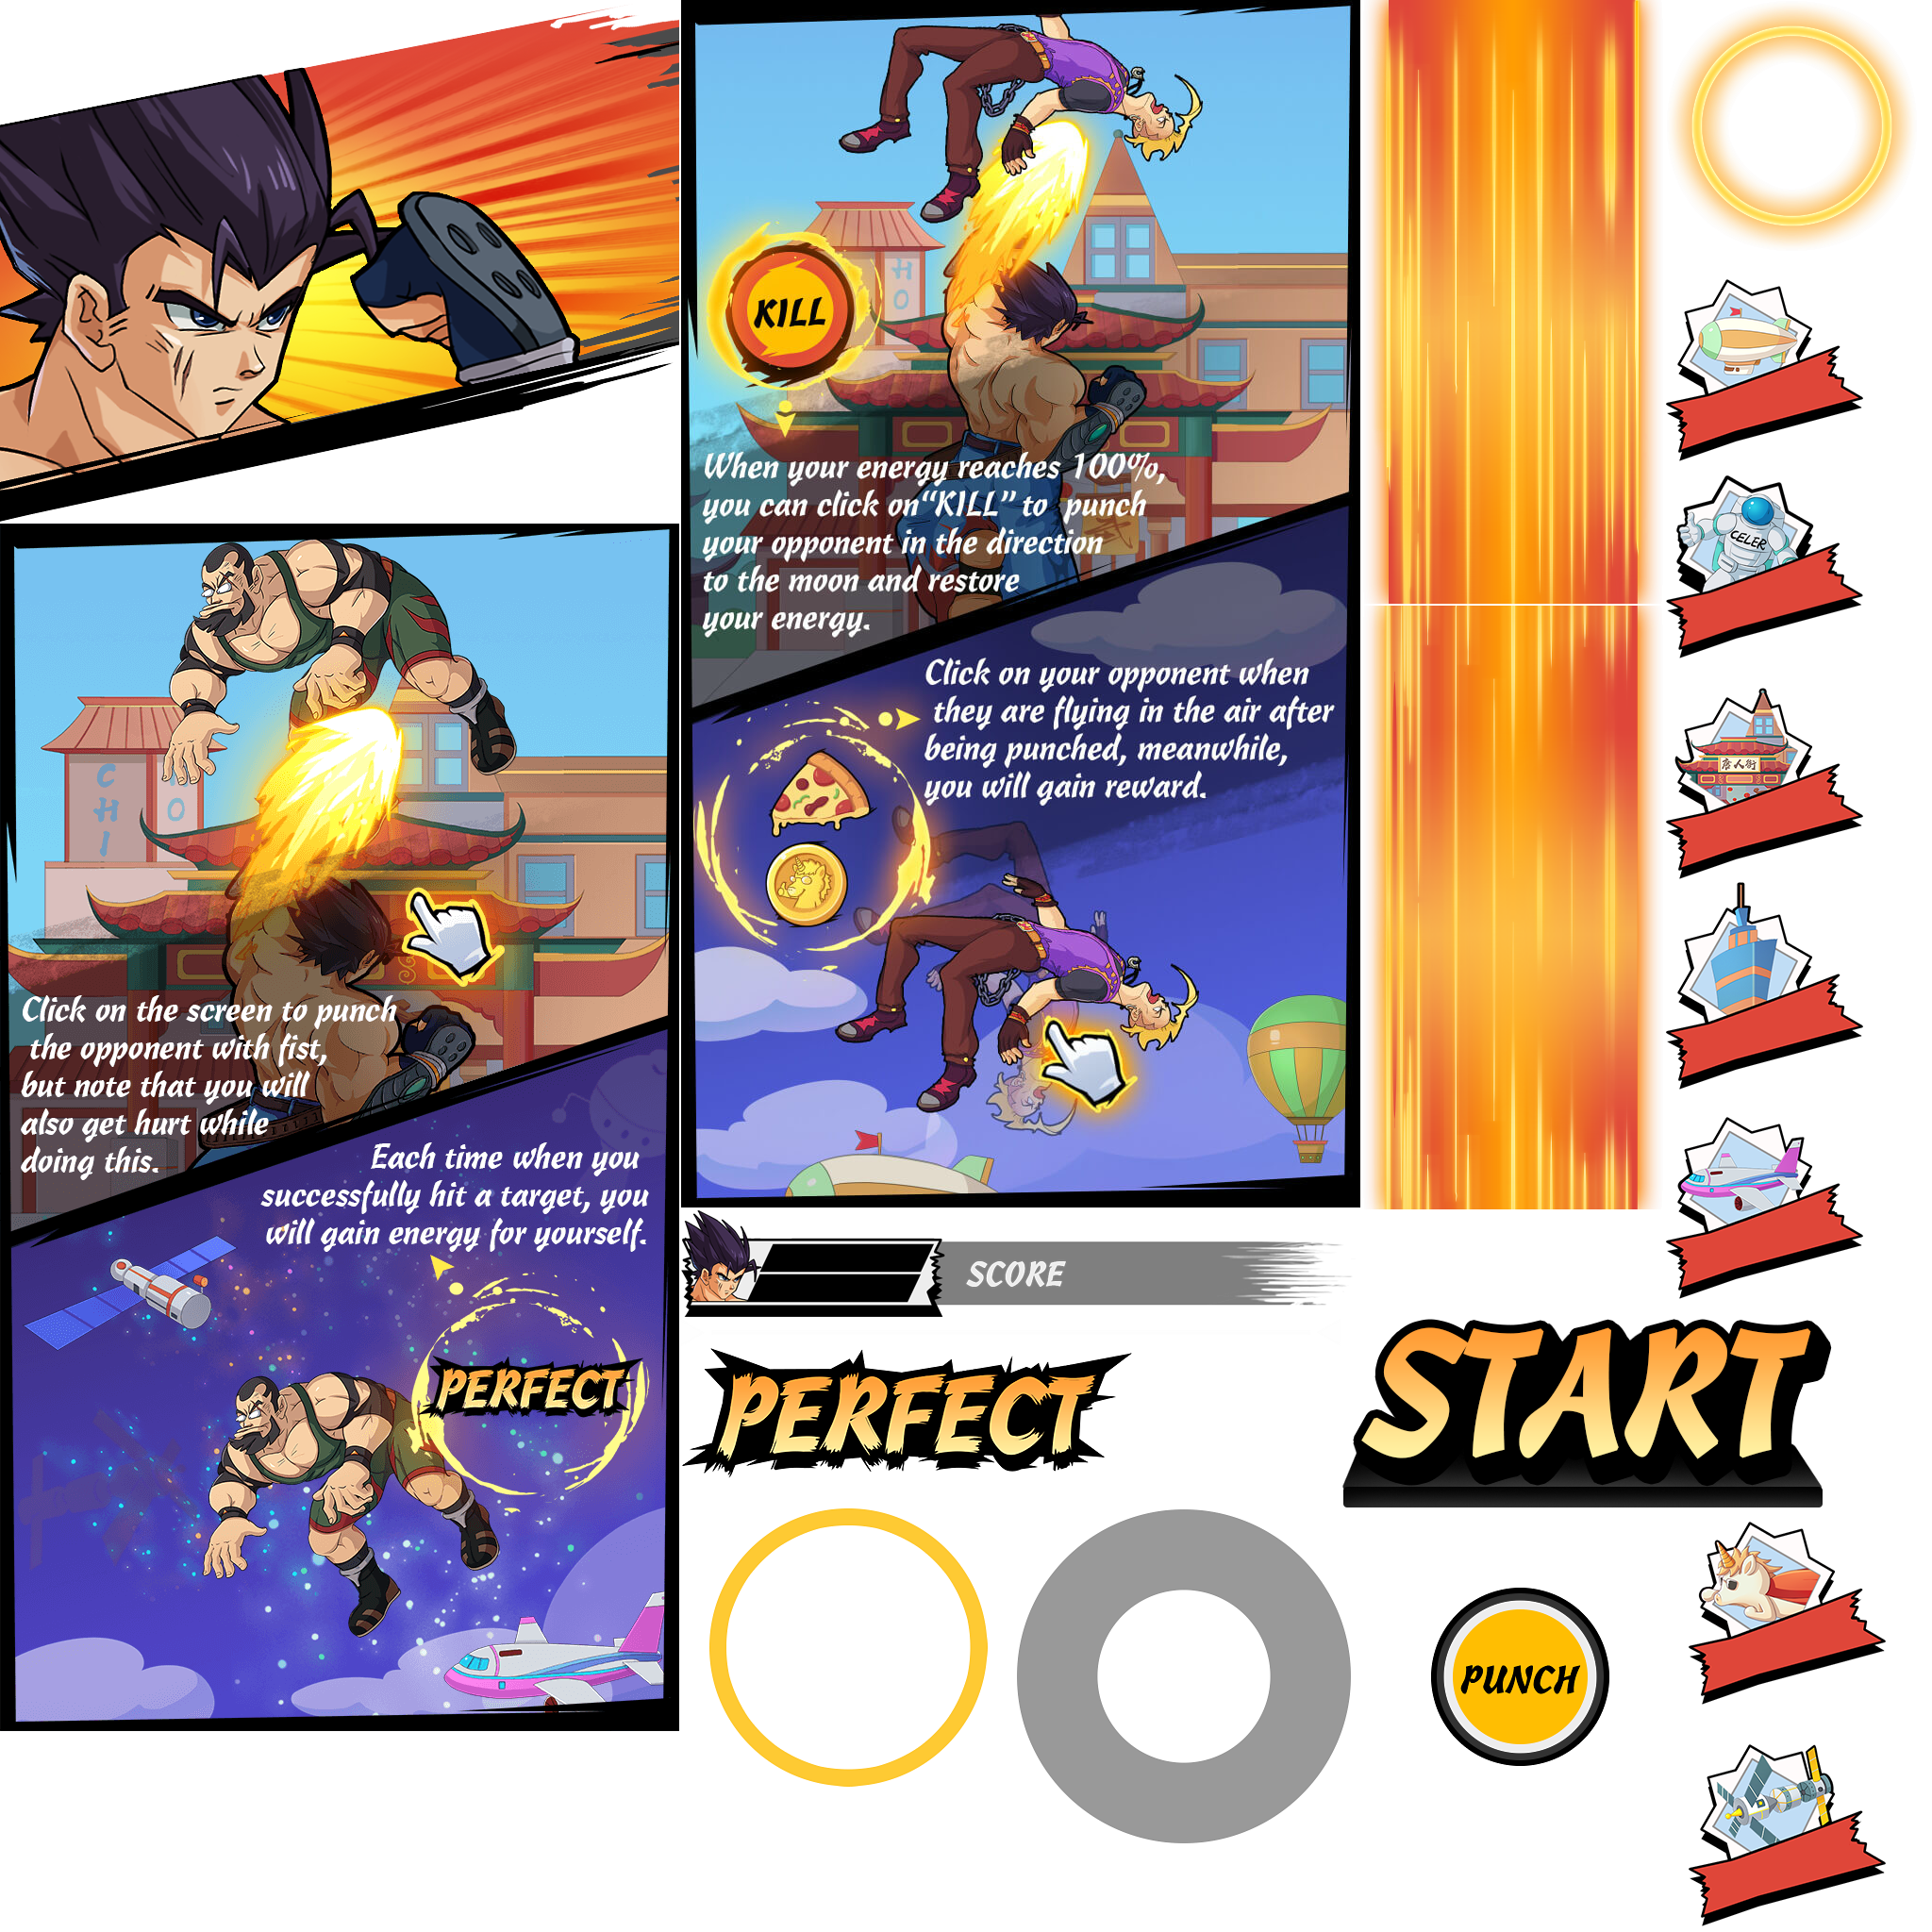 KILL
H
O
When your energy reaches 100%,
you can click on“KILL” to punch
your opponent in the direction
to the moon and restore
your energy.
Click on your opponent when
they are flying in the air after
being punched, meanwhile,
you will gain reward.
C
H
I
O
Click on the screen to punch
the opponent with fist,
but note that you will
also get hurt while
doing this.
Each time when you
successfully hit a target, you
will gain energy for yourself.
PERFECT
SCORE
PERFECT
START
PUNCH
CELER
唐人街